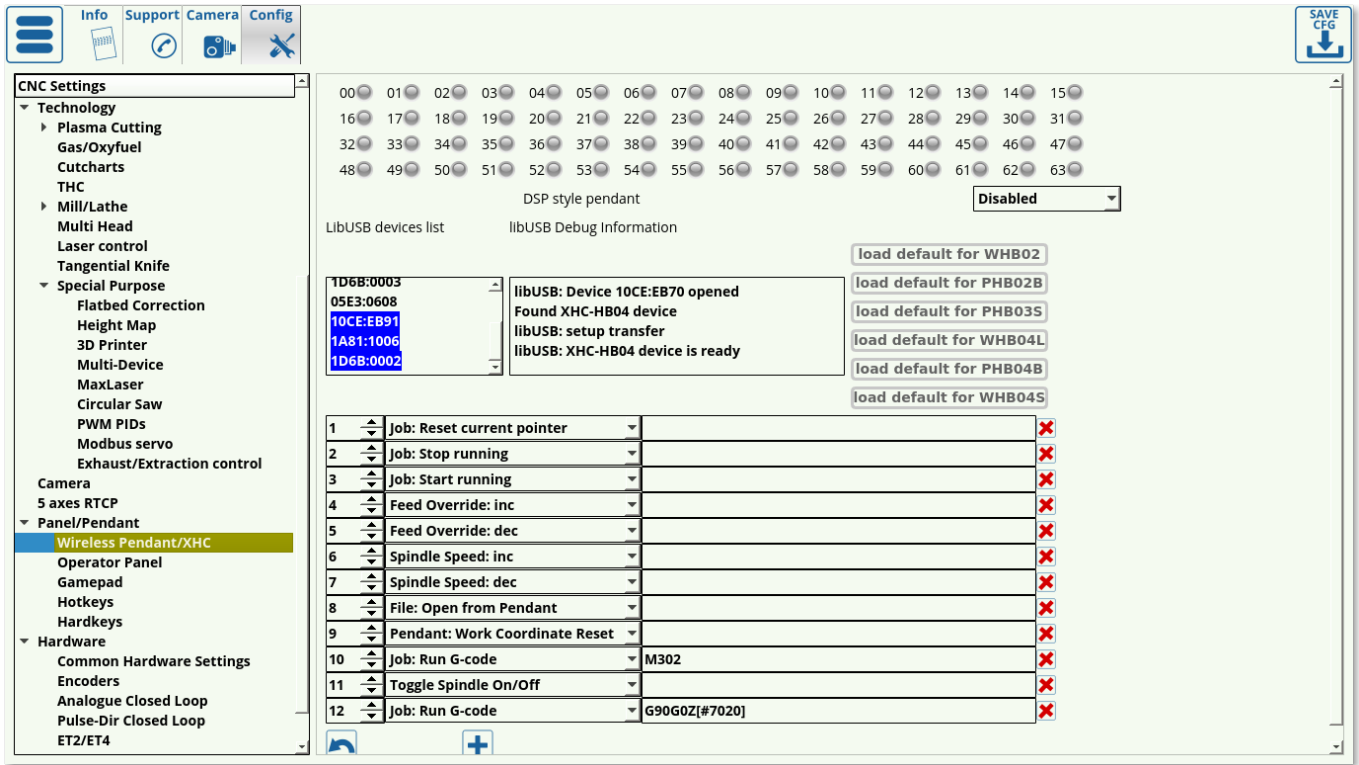 Info Support Camera Config
SAVE
CFG
CNC Settings
Technology
Plasma Cutting
Gas/Oxyfuel
Cutcharts
THC
Mill/Lathe
Multi Head
Laser control
Tangential Knife
Special Purpose
Flatbed Correction
Height Map
3D Printer
Multi-Device
MaxLaser
Circular Saw
PWM PIDs
Modbus servo
Exhaust/Extraction control
Camera
5 axes RTCP
Panel/Pendant
Wireless Pendant/XHC
Operator Panel
Gamepad
Hotkeys
Hardkeys
Hardware
Common Hardware Settings
Encoders
Analogue Closed Loop
Pulse-Dir Closed Loop
ET2/ET4
00 01 02 03 04 05 06 07 08 09 10 11 12 13 14 15
16 17 18 19 20 21 22 23 24 25 26 27 28 29 30 31
32 33 34 35 36 37 38 39 40 41 42 43 44 45 46 47
48 49 50 51 52 53 54 55 56 57 58 59 60 61 62 63
DSP style pendant Disabled
LibUSB devices list libUSB Debug Information
1D6B:0003
05E3:0608
10CE:EB91
1A81:1006
1D6B:0002
libUSB: Device 10CE:EB70 opened
Found XHC-HB04 device
libUSB: setup transfer
libUSB: XHC-HB04 device is ready
load default for WHB02
load default for PHB02B
load default for PHB03S
load default for WHB04L
load default for PHB04B
load default for WHB04S
1 Job: Reset current pointer
2 Job: Stop running
3 Job: Start running
4 Feed Override: inc
5 Feed Override: dec
6 Spindle Speed: inc
7 Spindle Speed: dec
8 File: Open from Pendant
9 Pendant: Work Coordinate Reset
10 Job: Run G-code M302
11 Toggle Spindle On/Off
12 Job: Run G-code G90G0Z[#7020]